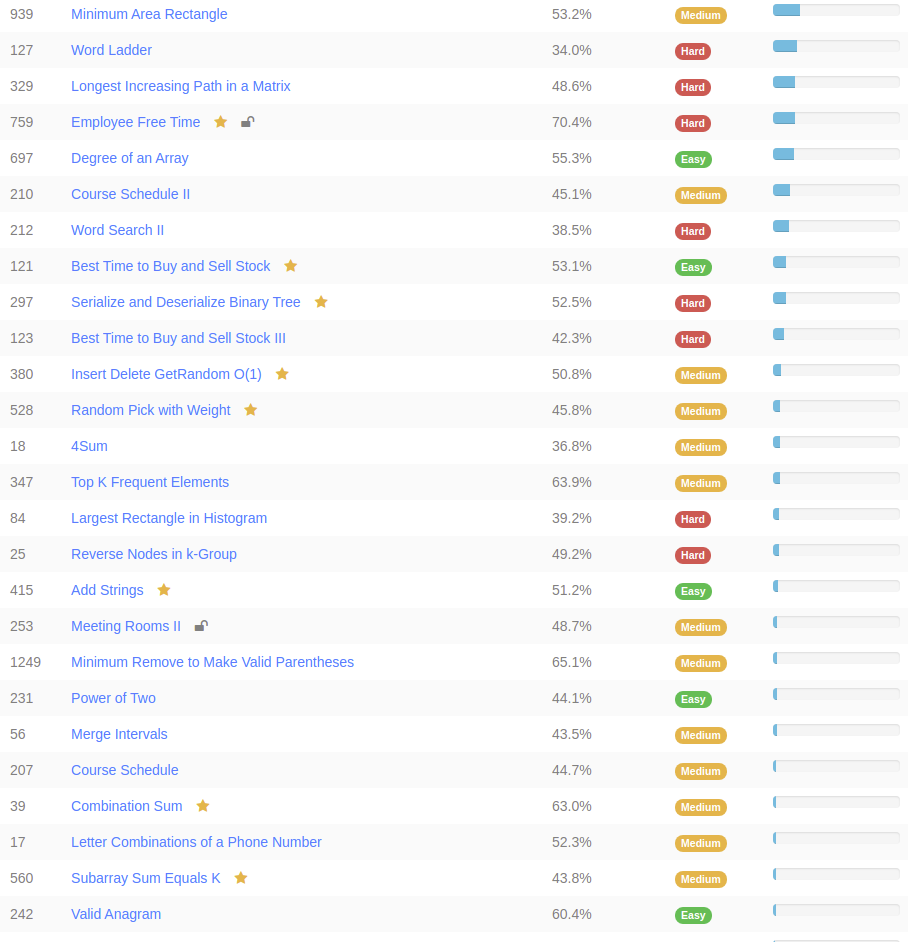 939 Minimum Area Rectangle 53.2% Medium
127 Word Ladder 34.0% Hard
329 Longest Increasing Path in a Matrix 48.6% Hard
759 Employee Free Time 70.4% Hard
697 Degree of an Array 55.3% Easy
210 Course Schedule II 45.1% Medium
212 Word Search II 38.5% Hard
121 Best Time to Buy and Sell Stock 53.1% Easy
297 Serialize and Deserialize Binary Tree 52.5% Hard
123 Best Time to Buy and Sell Stock III 42.3% Hard
380 Insert Delete GetRandom O(1) 50.8% Medium
528 Random Pick with Weight 45.8% Medium
18 4Sum 36.8% Medium
347 Top K Frequent Elements 63.9% Medium
84 Largest Rectangle in Histogram 39.2% Hard
25 Reverse Nodes in k-Group 49.2% Hard
415 Add Strings 51.2% Easy
253 Meeting Rooms II 48.7% Medium
1249 Minimum Remove to Make Valid Parentheses 65.1% Medium
231 Power of Two 44.1% Easy
56 Merge Intervals 43.5% Medium
207 Course Schedule 44.7% Medium
39 Combination Sum 63.0% Medium
17 Letter Combinations of a Phone Number 52.3% Medium
560 Subarray Sum Equals K 43.8% Medium
242 Valid Anagram 60.4% Easy